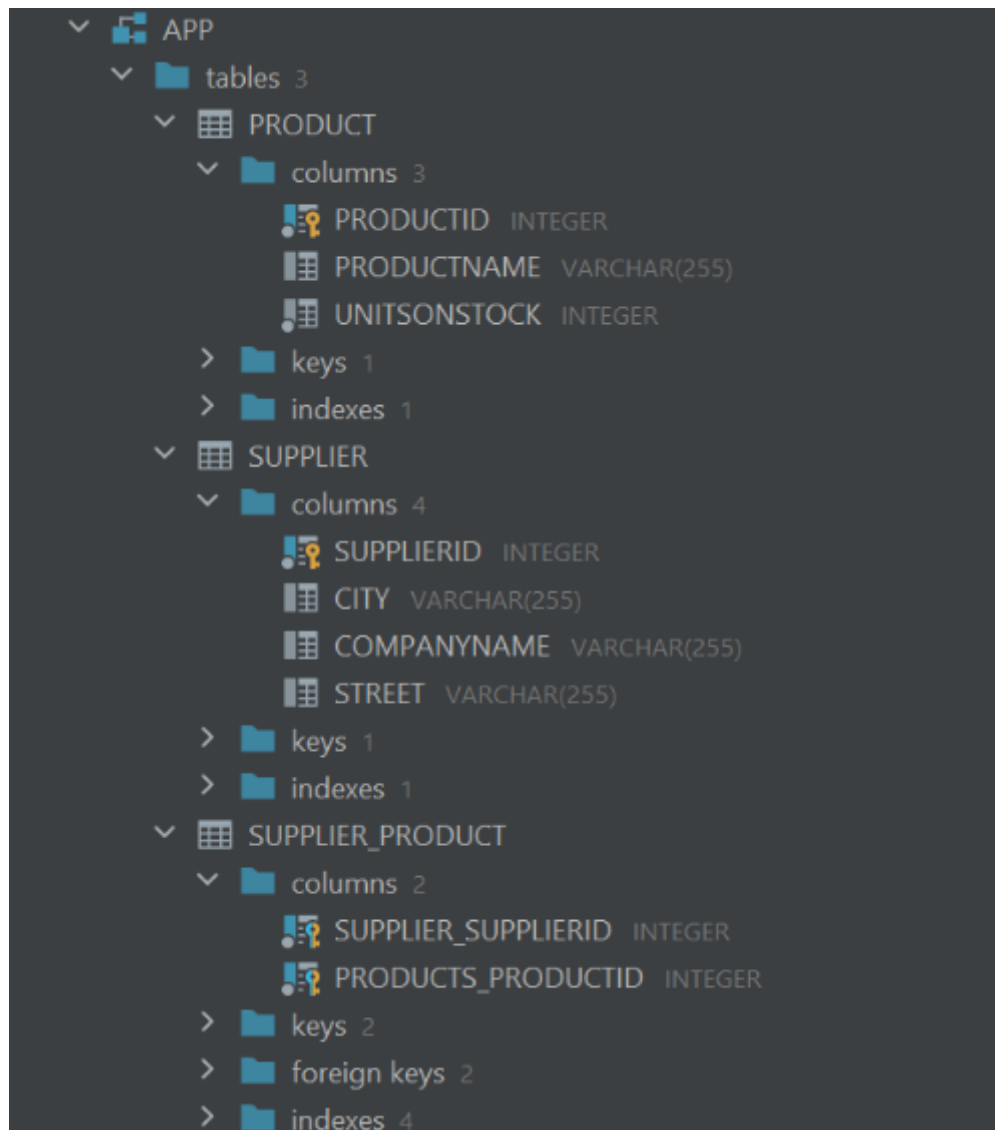 APP
tables 3
PRODUCT
columns 3
PRODUCTID INTEGER
PRODUCTNAME VARCHAR(255)
UNITSONSTOCK INTEGER
keys 1
indexes 1
SUPPLIER
columns 4
SUPPLIERID INTEGER
CITY VARCHAR(255)
COMPANYNAME VARCHAR(255)
STREET VARCHAR(255)
keys 1
indexes 1
SUPPLIER_PRODUCT
columns 2
SUPPLIER_SUPPLIERID INTEGER
PRODUCTS_PRODUCTID INTEGER
keys 2
foreign keys 2
indexes 4